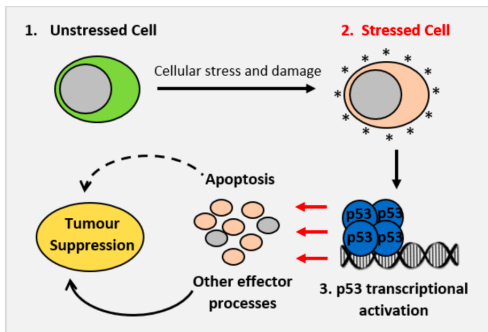 1. Unstressed Cell
2. Stressed Cell
Cellular stress and damage
* * * * * * * * * * * *
Apoptosis
p53 p53
p53 p53
Tumour
Suppression
Other effector
processes
3. p53 transcriptional
activation